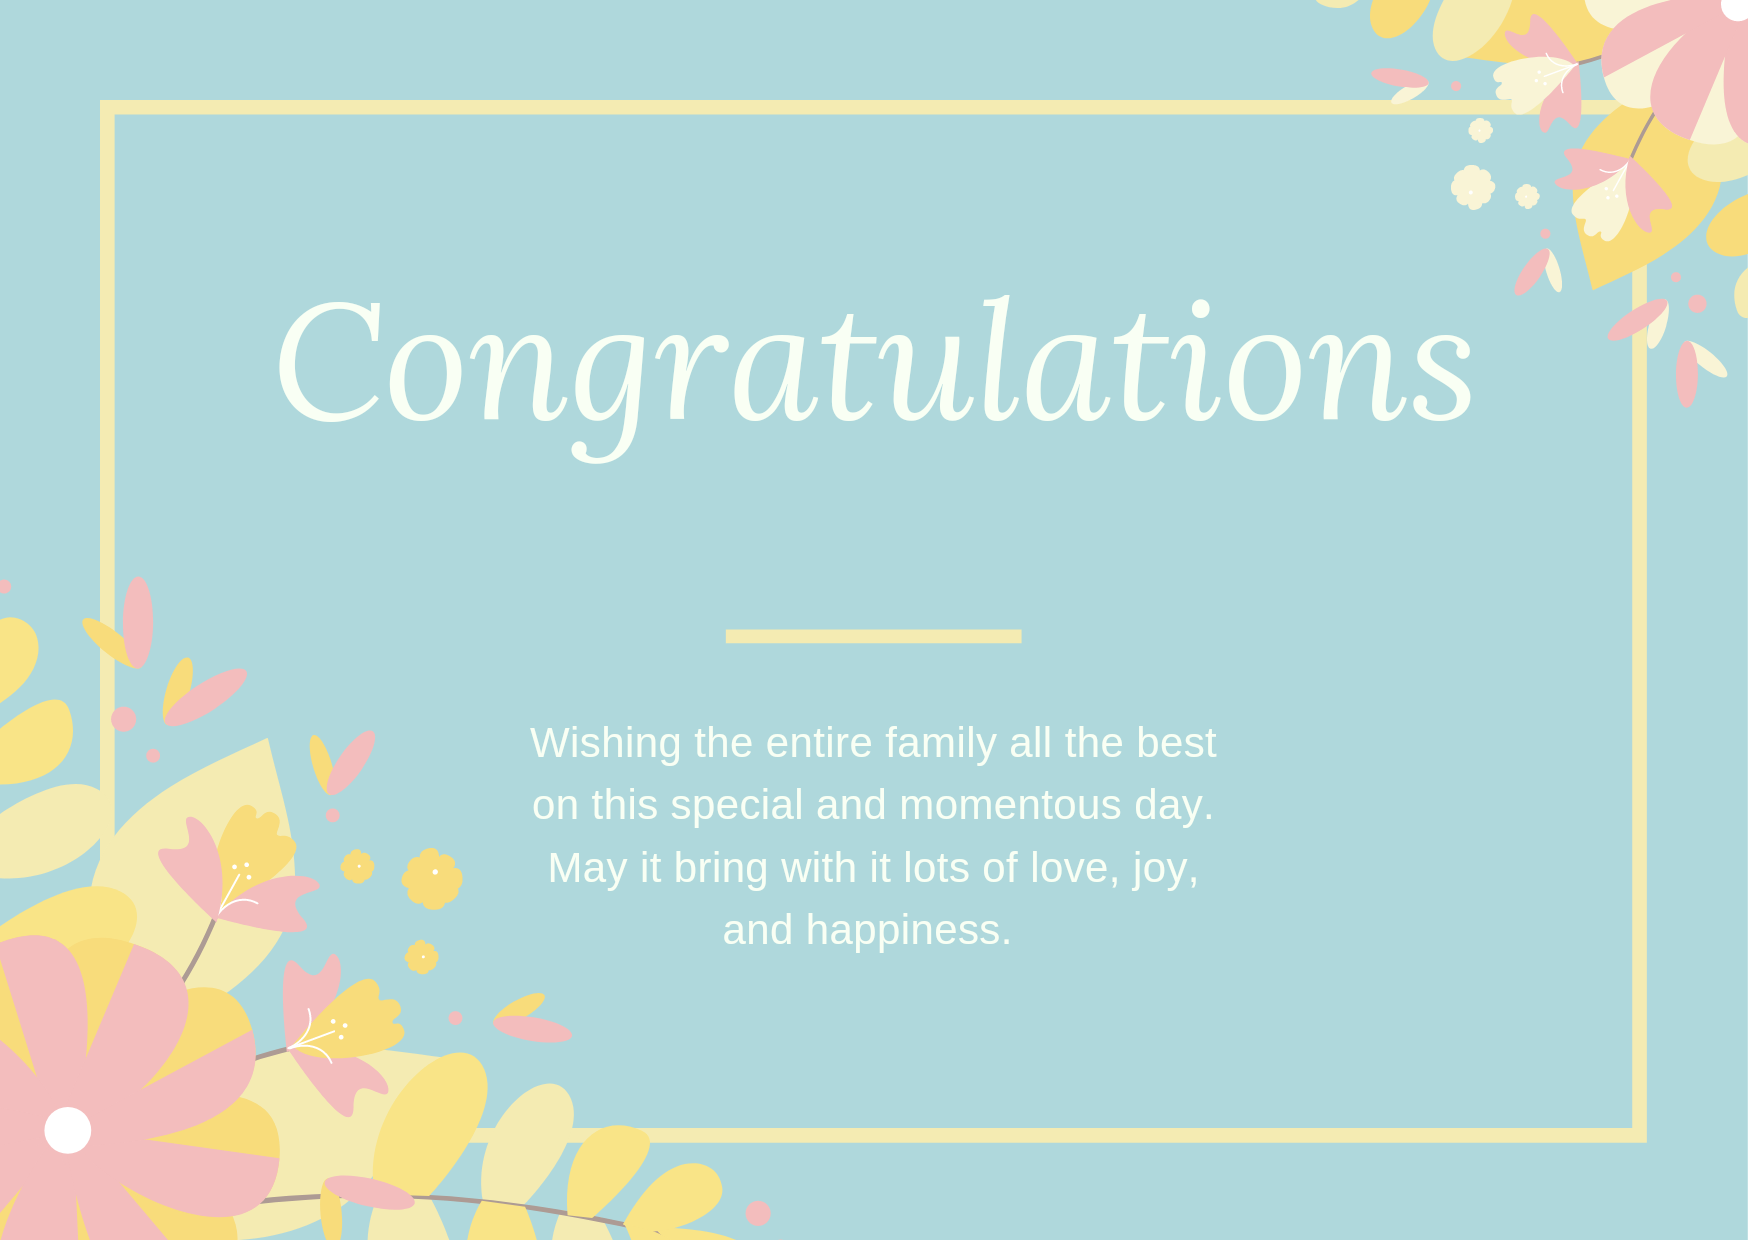 Congratulations
Wishing the entire family all the best
on this special and momentous day.
May it bring with it lots of love, joy,
and happiness.